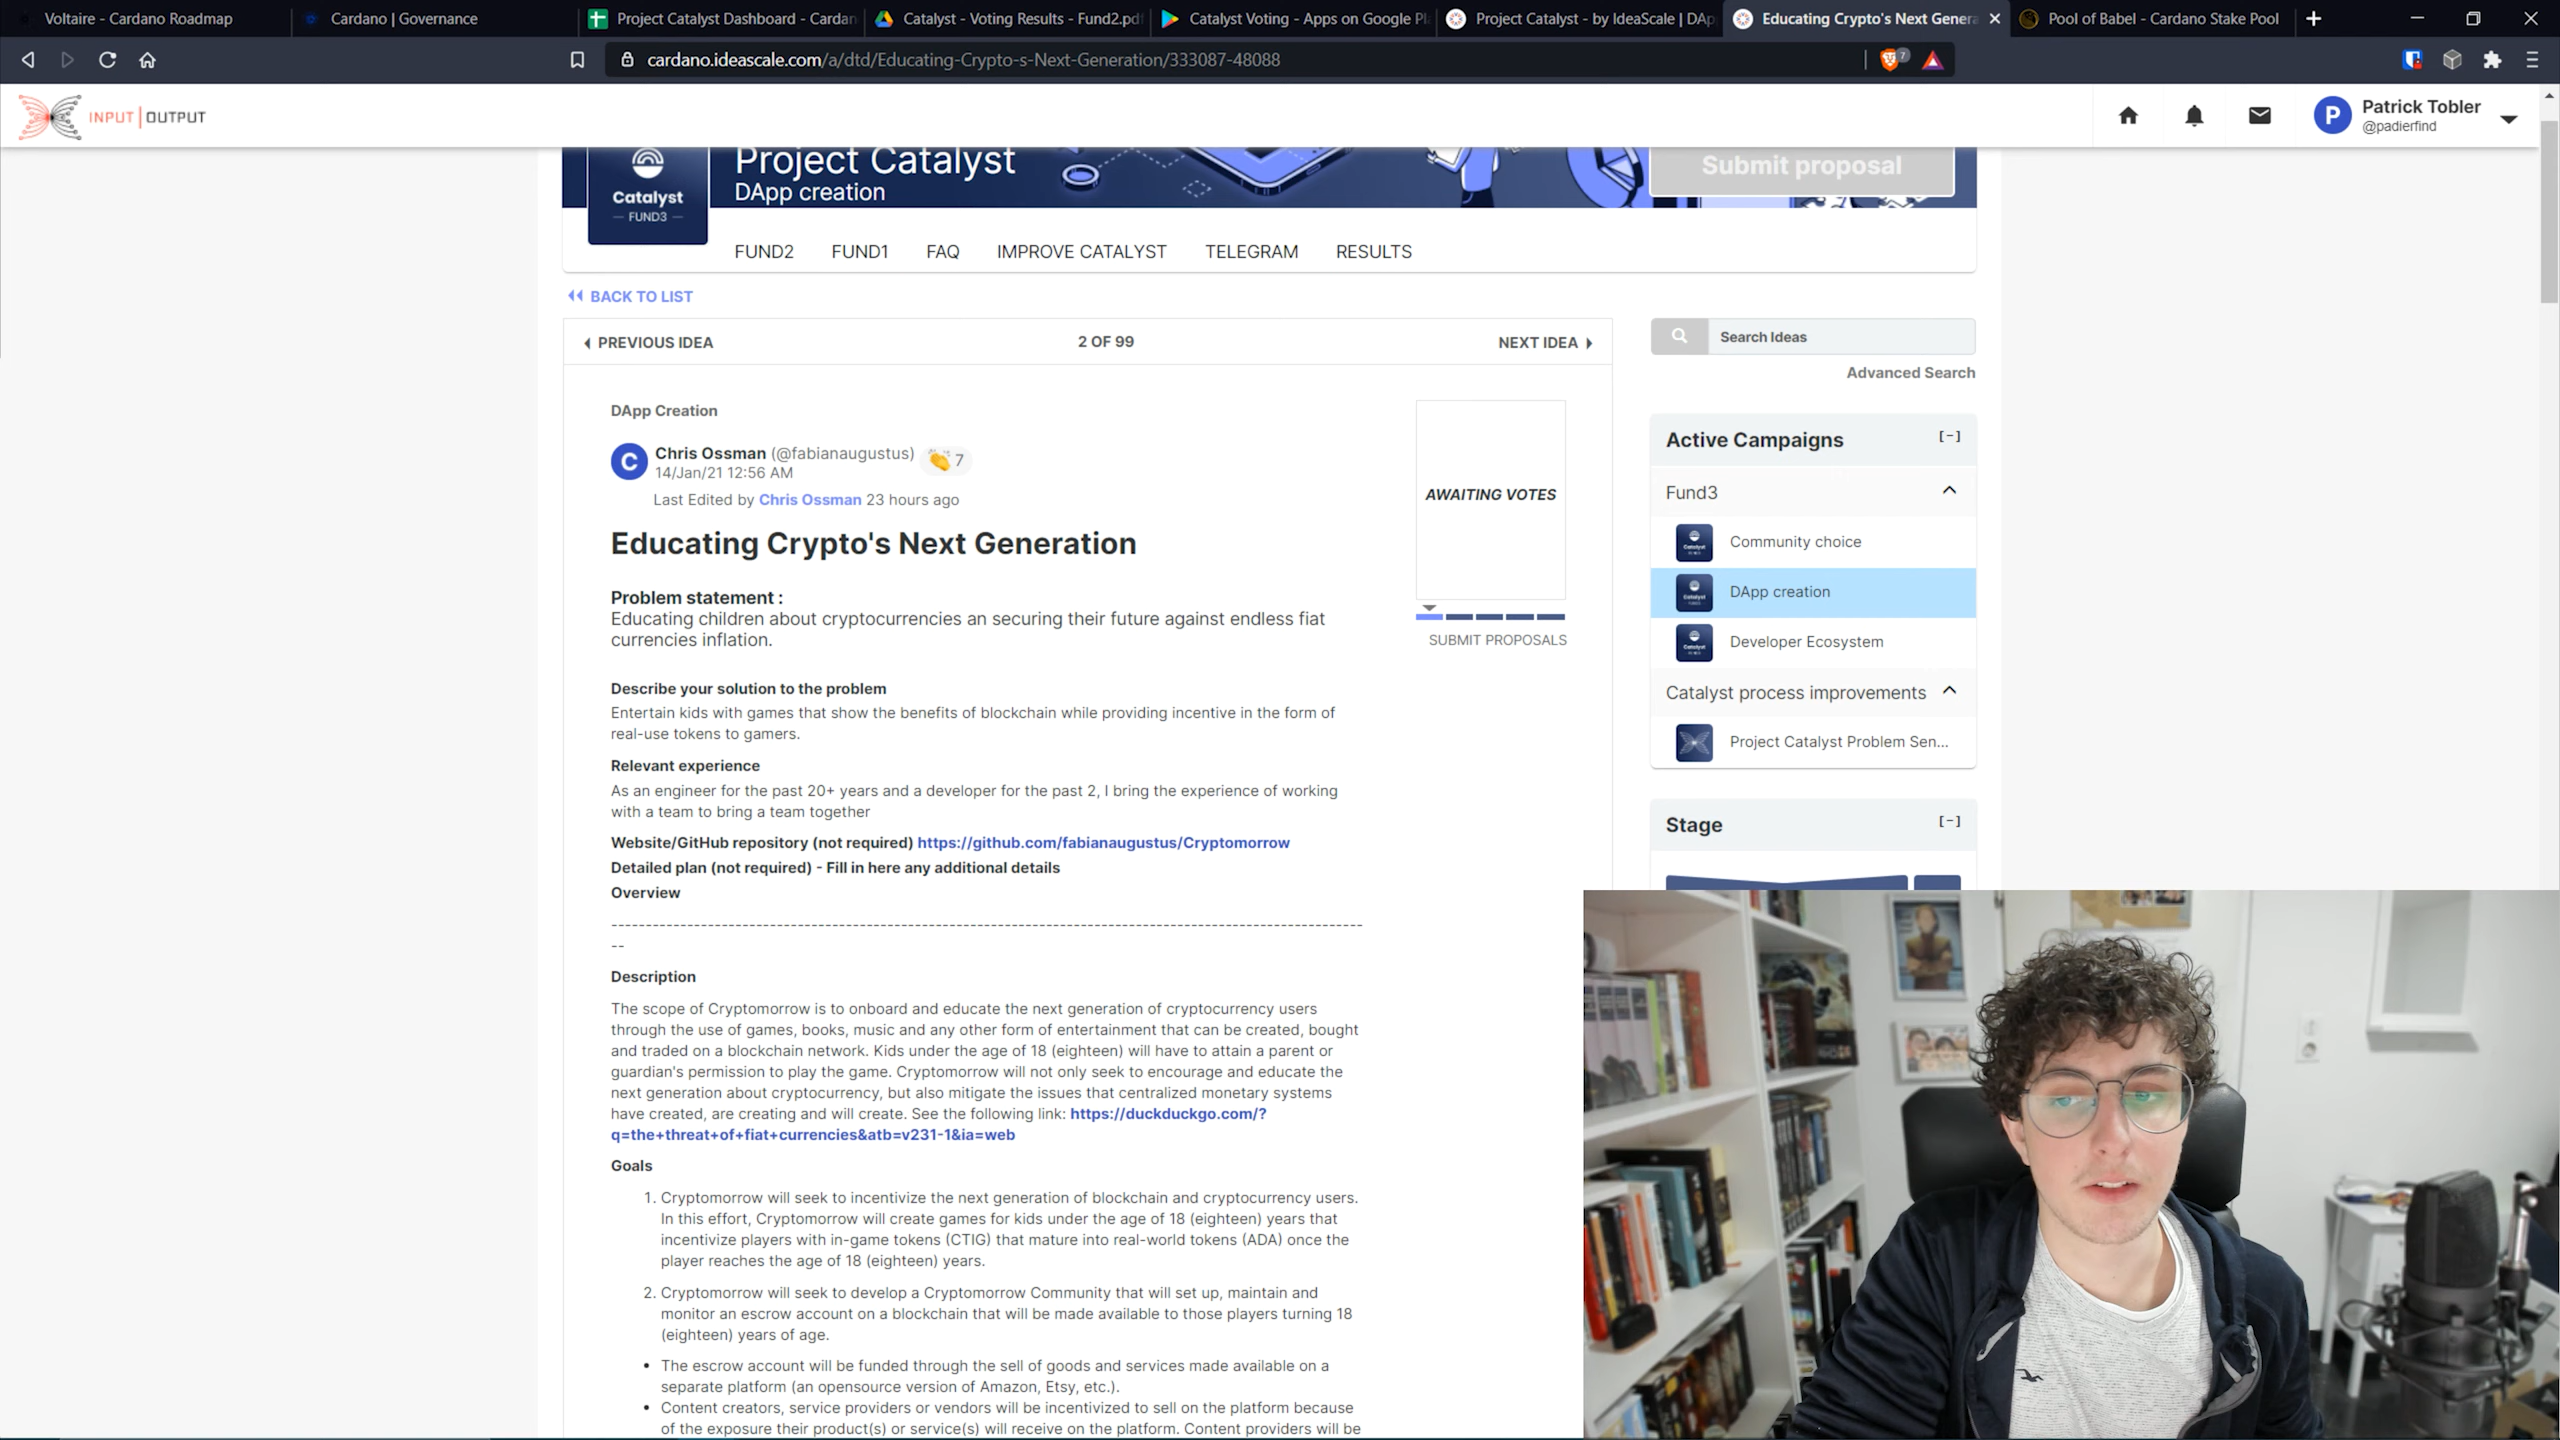 Voltaire - Cardano Roadmap
Cardano | Governance
Project Catalyst Dashboard - Cardan
Catalyst - Voting Results - Fund2.pdf
Catalyst Voting - Apps on Google Pl
Project Catalyst - by IdeaScale | DAp
Educating Crypto's Next Genera
Pool of Babel - Cardano Stake Pool
cardano.ideascale.com/a/dtd/Educating-Crypto-s-Next-Generation/333087-48088
7
INPUT | OUTPUT
P
Patrick Tobler
@padierfind
Catalyst
— FUND3 —
Project Catalyst
DApp creation
Submit proposal
FUND2
FUND1
FAQ
IMPROVE CATALYST
TELEGRAM
RESULTS
BACK TO LIST
PREVIOUS IDEA
2 OF 99
NEXT IDEA
Search Ideas
Advanced Search
DApp Creation
C
Chris Ossman (@fabianaugustus) 7
14/Jan/21 12:56 AM
Last Edited by Chris Ossman 23 hours ago
AWAITING VOTES
SUBMIT PROPOSALS
Educating Crypto's Next Generation
Problem statement :
Educating children about cryptocurrencies an securing their future against endless fiat
currencies inflation.
Describe your solution to the problem
Entertain kids with games that show the benefits of blockchain while providing incentive in the form of
real-use tokens to gamers.
Relevant experience
As an engineer for the past 20+ years and a developer for the past 2, I bring the experience of working
with a team to bring a team together
Website/GitHub repository (not required) https://github.com/fabianaugustus/Cryptomorrow
Detailed plan (not required) - Fill in here any additional details
Overview
------------------------------------------------------------------------------------------------------------
--
Description
The scope of Cryptomorrow is to onboard and educate the next generation of cryptocurrency users
through the use of games, books, music and any other form of entertainment that can be created, bought
and traded on a blockchain network. Kids under the age of 18 (eighteen) will have to attain a parent or
guardian's permission to play the game. Cryptomorrow will not only seek to encourage and educate the
next generation about cryptocurrency, but also mitigate the issues that centralized monetary systems
have created, are creating and will create. See the following link: https://duckduckgo.com/?
q=the+threat+of+fiat+currencies&atb=v231-1&ia=web
Goals
1. Cryptomorrow will seek to incentivize the next generation of blockchain and cryptocurrency users.
In this effort, Cryptomorrow will create games for kids under the age of 18 (eighteen) years that
incentivize players with in-game tokens (CTIG) that mature into real-world tokens (ADA) once the
player reaches the age of 18 (eighteen) years.
2. Cryptomorrow will seek to develop a Cryptomorrow Community that will set up, maintain and
monitor an escrow account on a blockchain that will be made available to those players turning 18
(eighteen) years of age.
• The escrow account will be funded through the sell of goods and services made available on a
separate platform (an opensource version of Amazon, Etsy, etc.).
• Content creators, service providers or vendors will be incentivized to sell on the platform because
of the exposure their product(s) or service(s) will receive on the platform. Content providers will be
Active Campaigns
[-]
Fund3
Community choice
DApp creation
Developer Ecosystem
Catalyst process improvements
Project Catalyst Problem Sen...
Stage
[-]